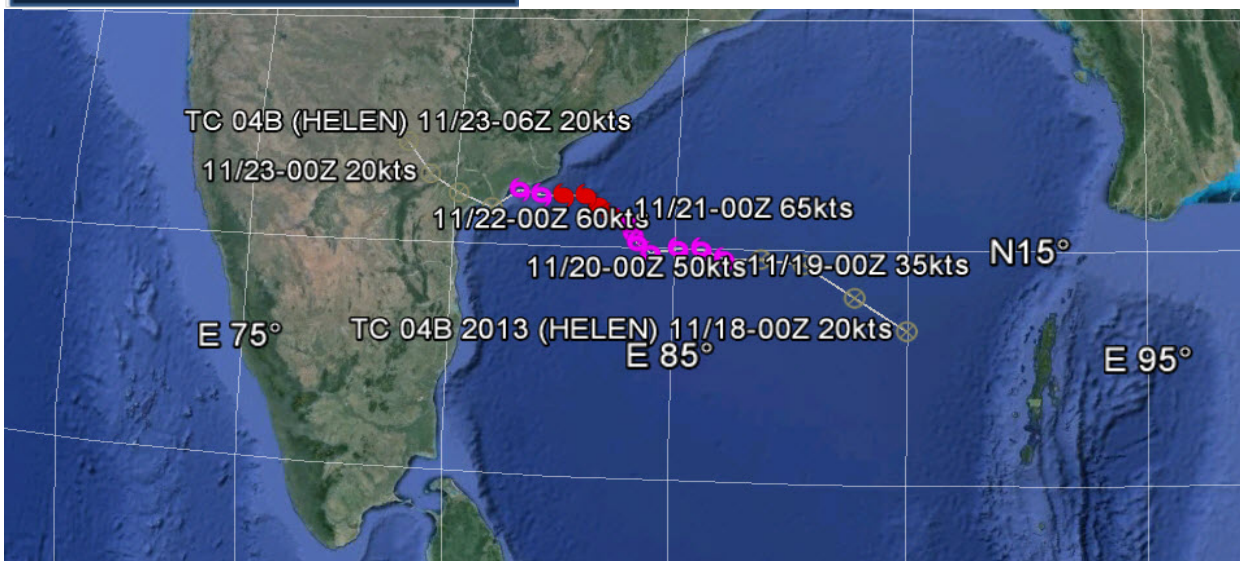 TC 04B (HELEN) 11/23-06Z 20kts
11/23-00Z 20kts
11/22-00Z 60kts
11/21-00Z 65kts
11/20-00Z 50kts
11/19-00Z 35kts
N15°
E 75°
TC 04B 2013 (HELEN) 11/18-00Z 20kts
E 85°
E 95°